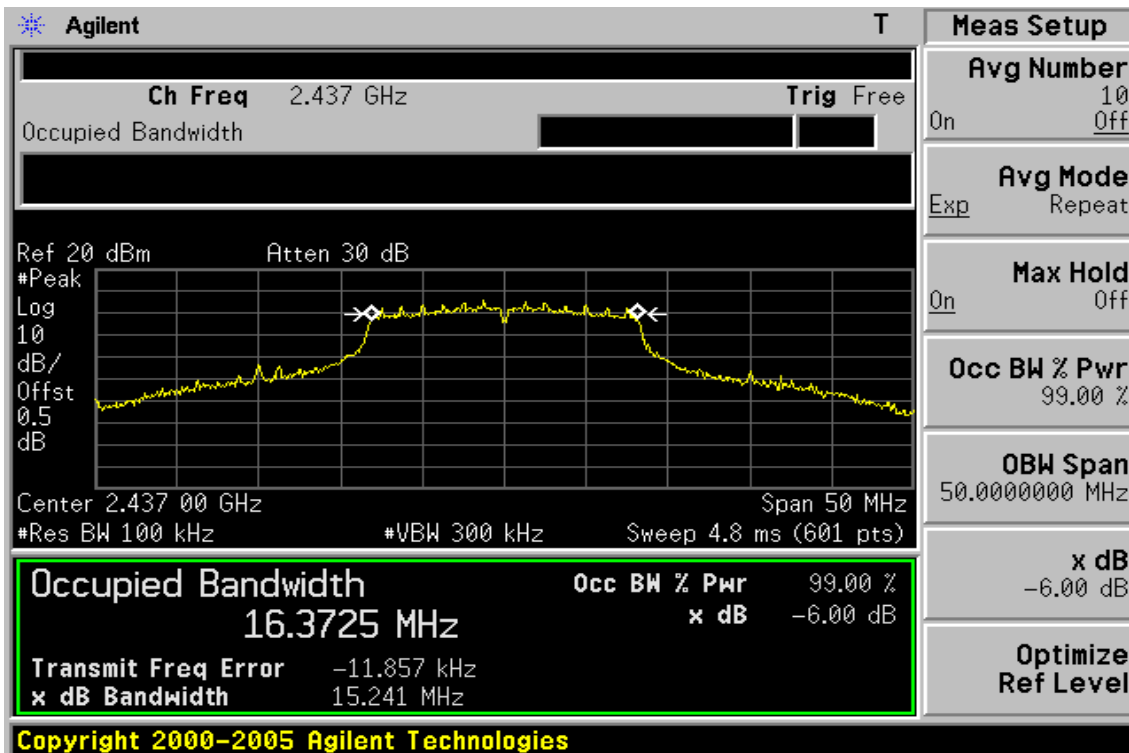 Agilent T
Ch Freq 2.437 GHz Trig Free
Occupied Bandwidth
Ref 20 dBm Atten 30 dB
#Peak
Log
10
dB/
Offst
0.5
dB
Center 2.437 00 GHz Span 50 MHz
#Res BW 100 kHz #VBW 300 kHz Sweep 4.8 ms (601 pts)
Occupied Bandwidth Occ BW % Pwr 99.00 %
16.3725 MHz x dB -6.00 dB
Transmit Freq Error -11.857 kHz
x dB Bandwidth 15.241 MHz
Copyright 2000-2005 Agilent Technologies
Meas Setup
Avg Number
10
On Off
Avg Mode
Exp Repeat
Max Hold
On Off
Occ BW % Pwr
99.00 %
OBW Span
50.0000000 MHz
x dB
-6.00 dB
Optimize
Ref Level